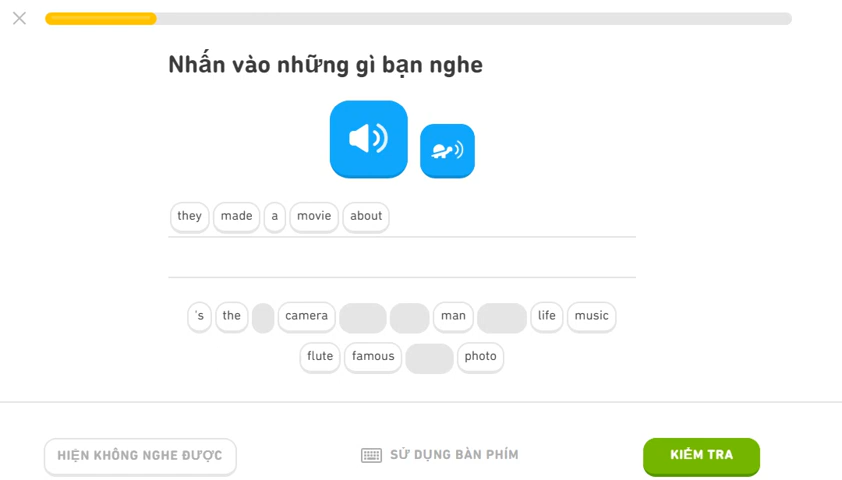 Nhấn vào những gì bạn nghe
they made a movie about
's the camera man life music
flute famous photo
HIỆN KHÔNG NGHE ĐƯỢC SỬ DỤNG BÀN PHÍM KIỂM TRA